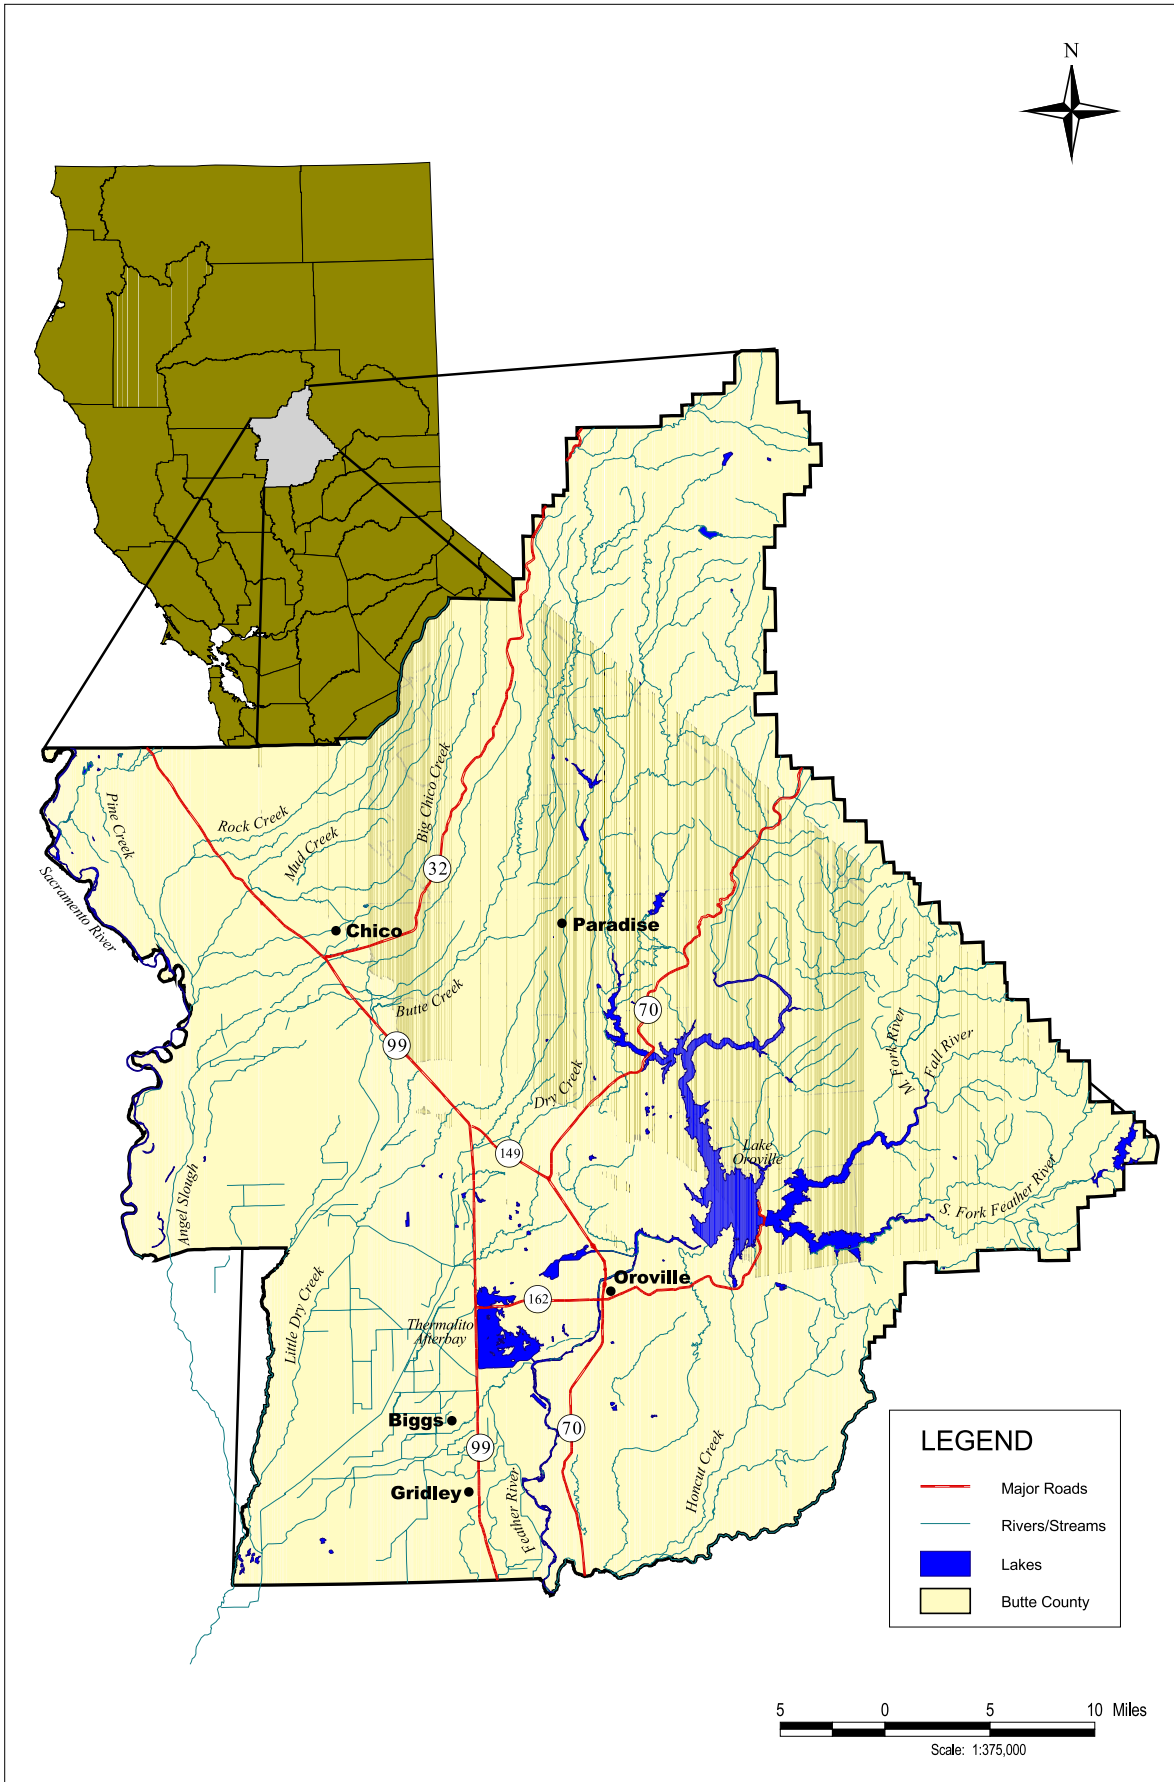 N
Pine Creek
Rock Creek
Mud Creek
Big Chico Creek
32
Sacramento River
Chico
Paradise
Butte Creek
99
70
Dry Creek
M. Fork River
Fall River
149
Lake
Oroville
S. Fork Feather River
Angel Slough
Little Dry Creek
Oroville
162
Thermalito
Afterbay
Biggs
99
70
Gridley
Feather River
Honcut Creek
LEGEND
Major Roads
Rivers/Streams
Lakes
Butte County
5 0 5 10 Miles
Scale: 1:375,000